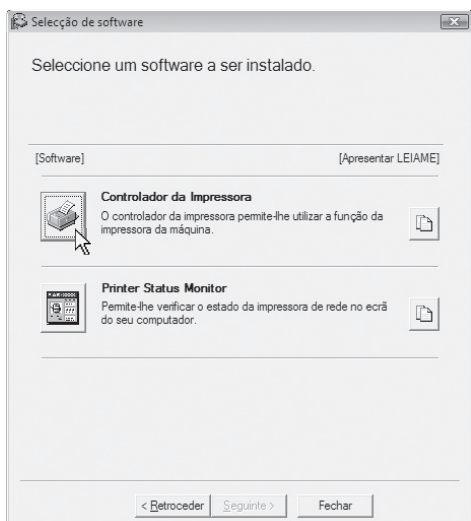 Selecção de software
Seleccione um software a ser instalado.
[Software] [Apresentar LEIAME]
Controlador da Impressora
O controlador da impressora permite-lhe utilizar a função da
impressora da máquina.
Printer Status Monitor
Permite-lhe verificar o estado da impressora de rede no ecrã
do seu computador.
< Retroceder Seguinte > Fechar